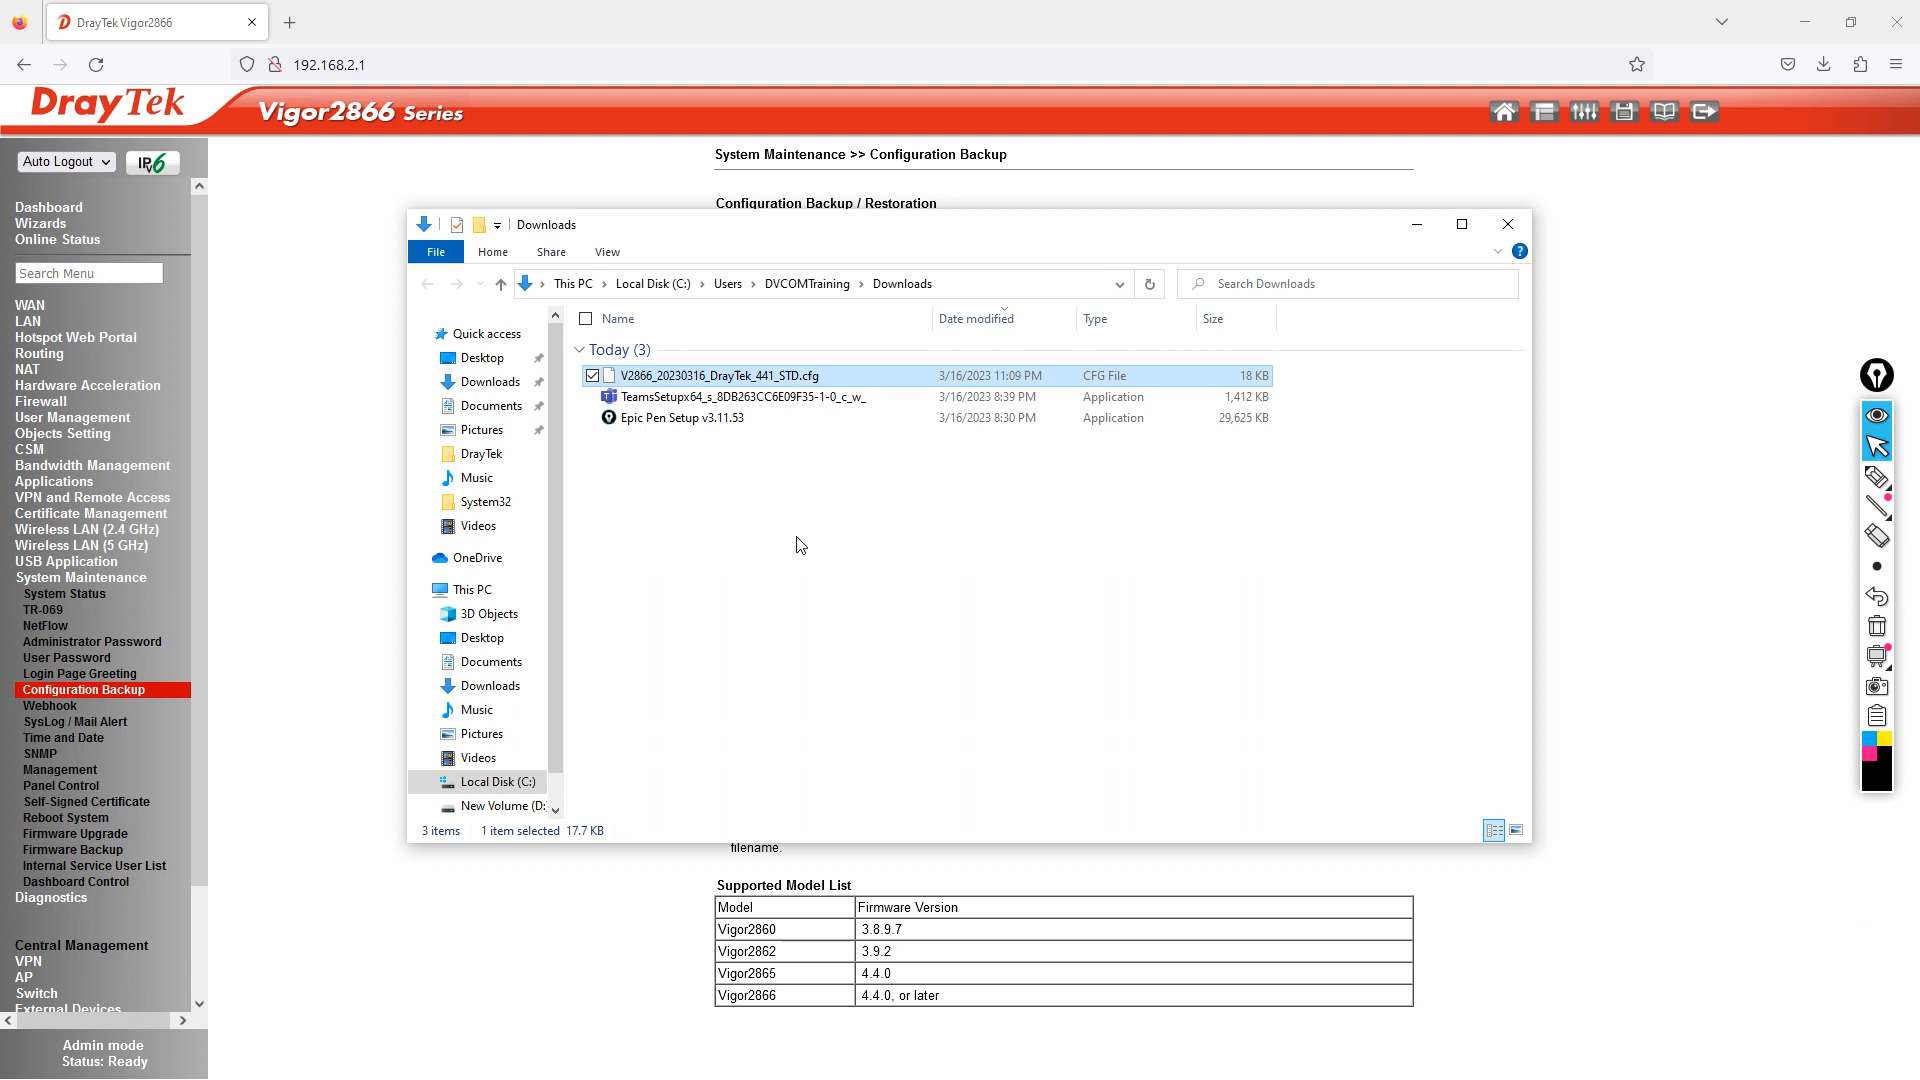 DrayTek Vigor2866
192.168.2.1
DrayTek
Vigor2866 Series
Auto Logout
IPv6
Dashboard
Wizards
Online Status
Search Menu
WAN
LAN
Hotspot Web Portal
Routing
NAT
Hardware Acceleration
Firewall
User Management
Objects Setting
CSM
Bandwidth Management
Applications
VPN and Remote Access
Certificate Management
Wireless LAN (2.4 GHz)
Wireless LAN (5 GHz)
USB Application
System Maintenance
System Status
TR-069
NetFlow
Administrator Password
User Password
Login Page Greeting
Configuration Backup
Webhook
SysLog / Mail Alert
Time and Date
SNMP
Management
Panel Control
Self-Signed Certificate
Reboot System
Firmware Upgrade
Firmware Backup
Internal Service User List
Dashboard Control
Diagnostics
Central Management
VPN
AP
Switch
External Devices
Admin mode
Status: Ready
System Maintenance >> Configuration Backup
Configuration Backup / Restoration
Downloads
File Home Share View
This PC > Local Disk (C:) > Users > DVCOMTraining > Downloads
Search Downloads
Quick access
Desktop
Downloads
Documents
Pictures
DrayTek
Music
System32
Videos
OneDrive
This PC
3D Objects
Desktop
Documents
Downloads
Music
Pictures
Videos
Local Disk (C:)
New Volume (D:
Name Date modified Type Size
Today (3)
V2866_20230316_DrayTek_441_STD.cfg 3/16/2023 11:09 PM CFG File 18 KB
TeamsSetupx64_s_8DB263CC6E09F35-1-0_c_w_ 3/16/2023 8:39 PM Application 1,412 KB
Epic Pen Setup v3.11.53 3/16/2023 8:30 PM Application 29,625 KB
3 items 1 item selected 17.7 KB
filename.
Supported Model List
Model Firmware Version
Vigor2860 3.8.9.7
Vigor2862 3.9.2
Vigor2865 4.4.0
Vigor2866 4.4.0, or later